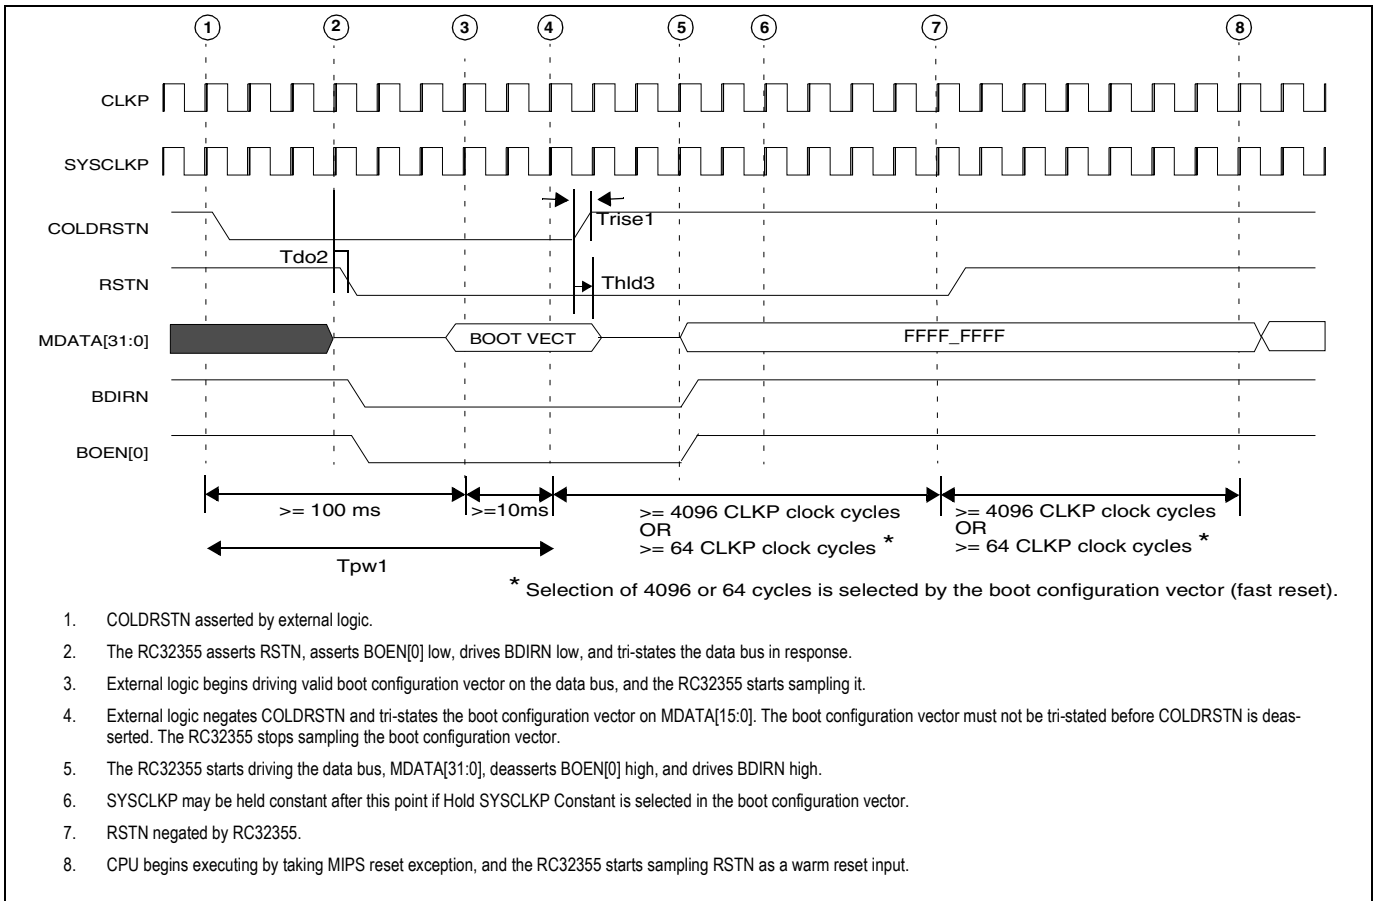 1 2 3 4 5 6 7 8
CLKP
SYSCLKP
COLDRSTN
Trise1
Tdo2
RSTN
Thld3
MDATA[31:0]
BOOT VECT
FFFF_FFFF
BDIRN
BOEN[0]
>= 100 ms
>=10ms
>= 4096 CLKP clock cycles
OR
>= 64 CLKP clock cycles *
>= 4096 CLKP clock cycles
OR
>= 64 CLKP clock cycles *
Tpw1
* Selection of 4096 or 64 cycles is selected by the boot configuration vector (fast reset).
1. COLDRSTN asserted by external logic.
2. The RC32355 asserts RSTN, asserts BOEN[0] low, drives BDIRN low, and tri-states the data bus in response.
3. External logic begins driving valid boot configuration vector on the data bus, and the RC32355 starts sampling it.
4. External logic negates COLDRSTN and tri-states the boot configuration vector on MDATA[15:0]. The boot configuration vector must not be tri-stated before COLDRSTN is deas-
serted. The RC32355 stops sampling the boot configuration vector.
5. The RC32355 starts driving the data bus, MDATA[31:0], deasserts BOEN[0] high, and drives BDIRN high.
6. SYSCLKP may be held constant after this point if Hold SYSCLKP Constant is selected in the boot configuration vector.
7. RSTN negated by RC32355.
8. CPU begins executing by taking MIPS reset exception, and the RC32355 starts sampling RSTN as a warm reset input.